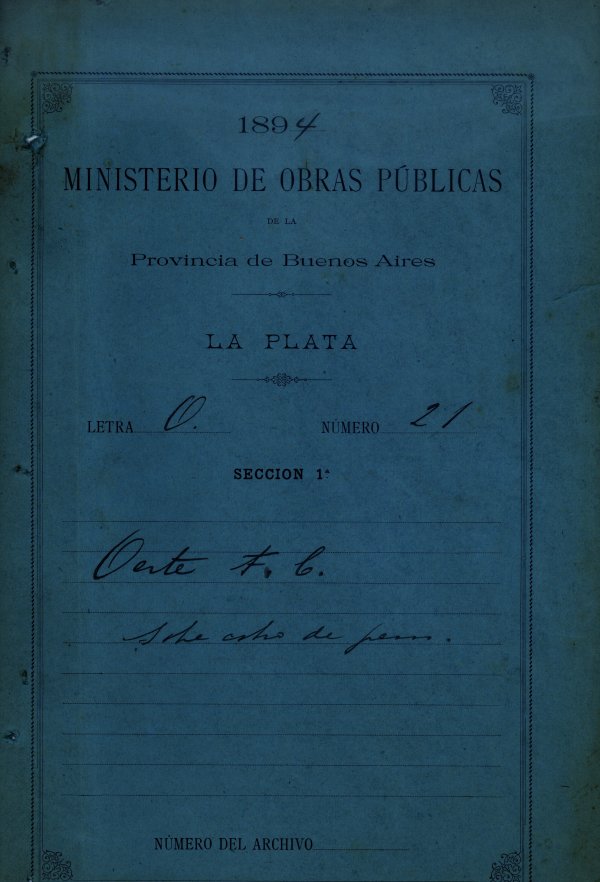 1894
MINISTERIO DE OBRAS PÚBLICAS
DE LA
Provincia de Buenos Aires
LA PLATA
LETRA O. NÚMERO 21
SECCION 1ª
Oeste F. C.
Sobre cobro de pesos.
NÚMERO DEL ARCHIVO